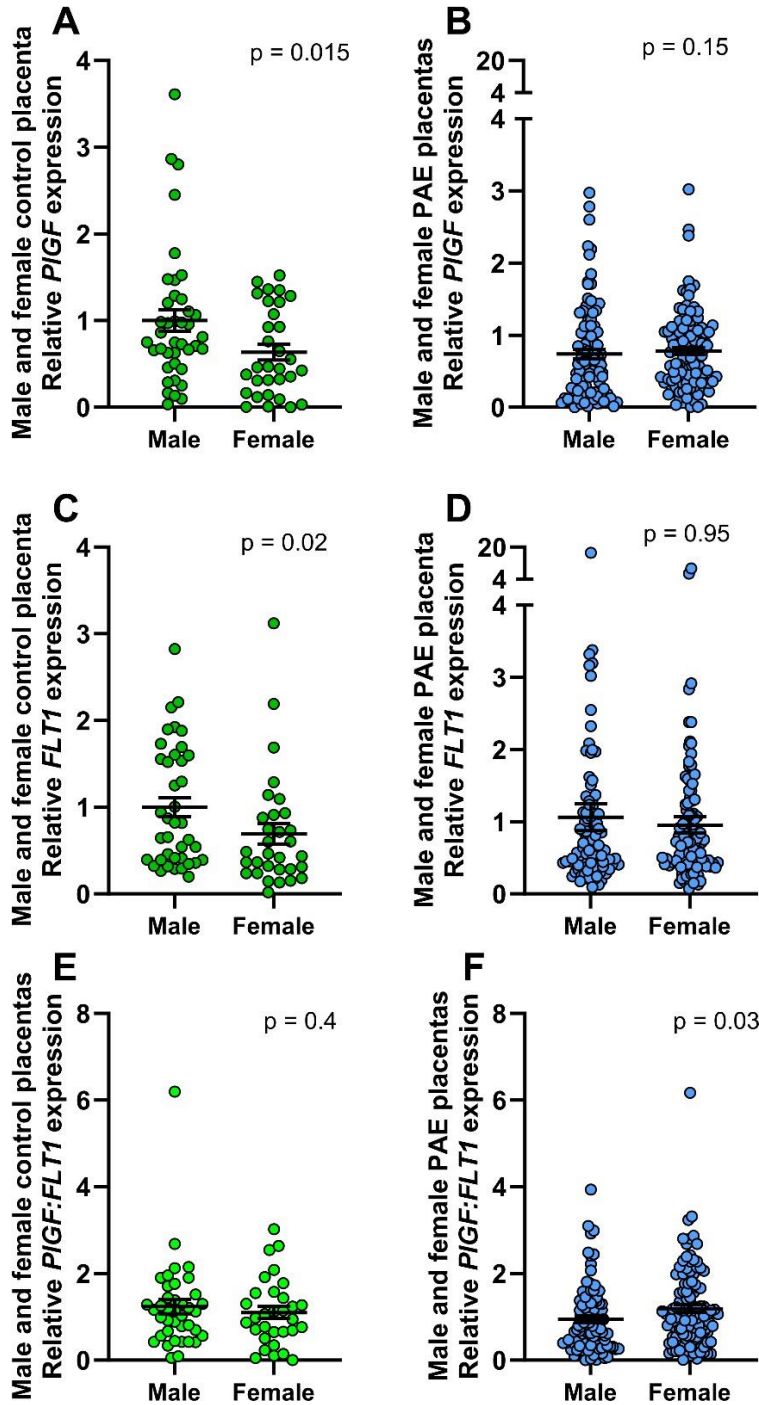 A
p = 0.015
Male and female control placenta
Relative PlGF expression
4
3
2
1
0
Male Female
B
p = 0.15
Male and female PAE placentas
Relative PlGF expression
20
4
4
3
2
1
0
Male Female
C
p = 0.02
Male and female control placenta
Relative FLT1 expression
4
3
2
1
0
Male Female
D
p = 0.95
Male and female PAE placenta
Relative FLT1 expression
20
4
4
3
2
1
0
Male Female
E
p = 0.4
Male and female control placentas
Relative PlGF:FLT1 expression
8
6
4
2
0
Male Female
F
p = 0.03
Male and female PAE placentas
Relative PlGF:FLT1 expression
8
6
4
2
0
Male Female